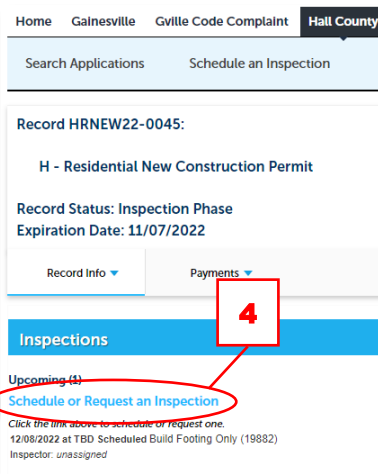 Home Gainesville Gville Code Complaint Hall County
Search Applications Schedule an Inspection
Record HRNEW22-0045:
H - Residential New Construction Permit
Record Status: Inspection Phase
Expiration Date: 11/07/2022
Record Info Payments
4
Inspections
Upcoming (1)
Schedule or Request an Inspection
Click the link above to schedule or request one.
12/08/2022 at TBD Scheduled Build Footing Only (19882)
Inspector: unassigned